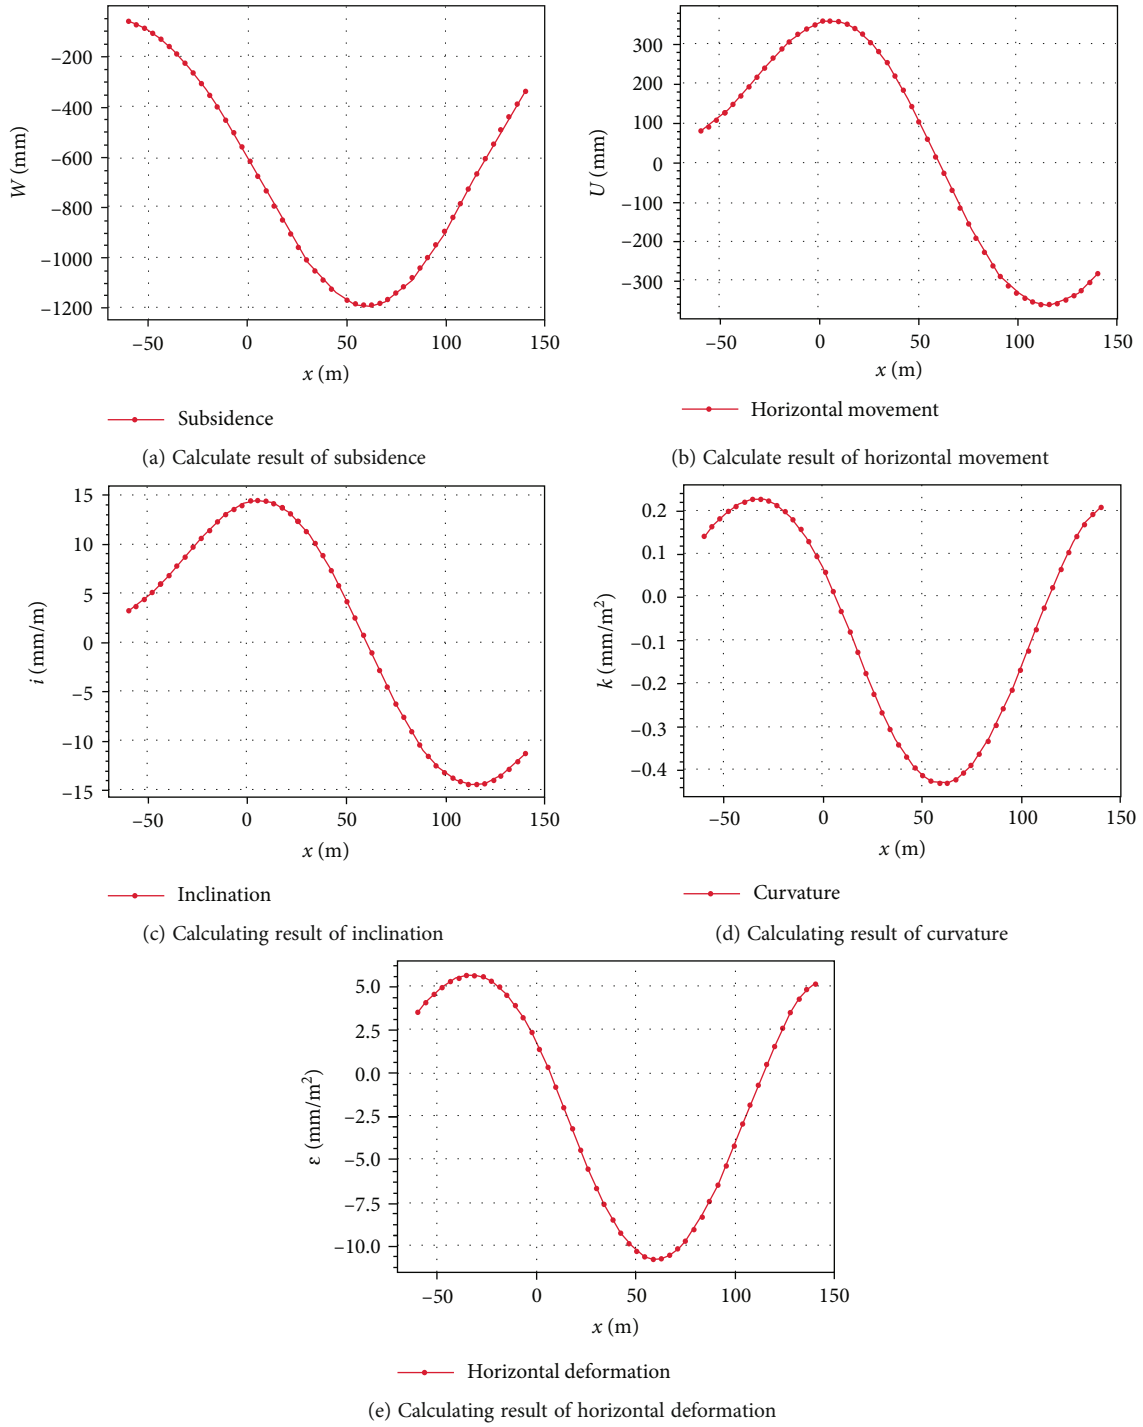 −200
−400
−600
−800
−1000
−1200
W (mm)
−50 0 50 100 150
x (m)
Subsidence
(a) Calculate result of subsidence
300
200
100
0
−100
−200
−300
U (mm)
−50 0 50 100 150
x (m)
Horizontal movement
(b) Calculate result of horizontal movement
15
10
5
0
−5
−10
−15
i (mm/m)
−50 0 50 100 150
x (m)
Inclination
(c) Calculating result of inclination
0.2
0.1
0.0
−0.1
−0.2
−0.3
−0.4
k (mm/m²)
−50 0 50 100 150
x (m)
Curvature
(d) Calculating result of curvature
5.0
2.5
0.0
−2.5
−5.0
−7.5
−10.0
ε (mm/m²)
−50 0 50 100 150
x (m)
Horizontal deformation
(e) Calculating result of horizontal deformation